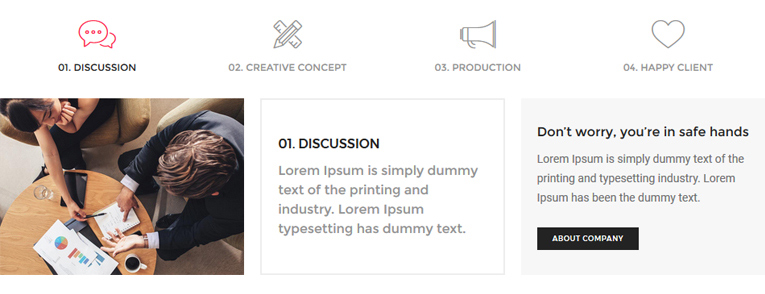 01. DISCUSSION
02. CREATIVE CONCEPT
03. PRODUCTION
04. HAPPY CLIENT
01. DISCUSSION
Lorem Ipsum is simply dummy
text of the printing and
industry. Lorem Ipsum
typesetting has dummy text.
Don't worry, you're in safe hands
Lorem Ipsum is simply dummy text of the
printing and typesetting industry. Lorem
Ipsum has been the dummy text.
ABOUT COMPANY